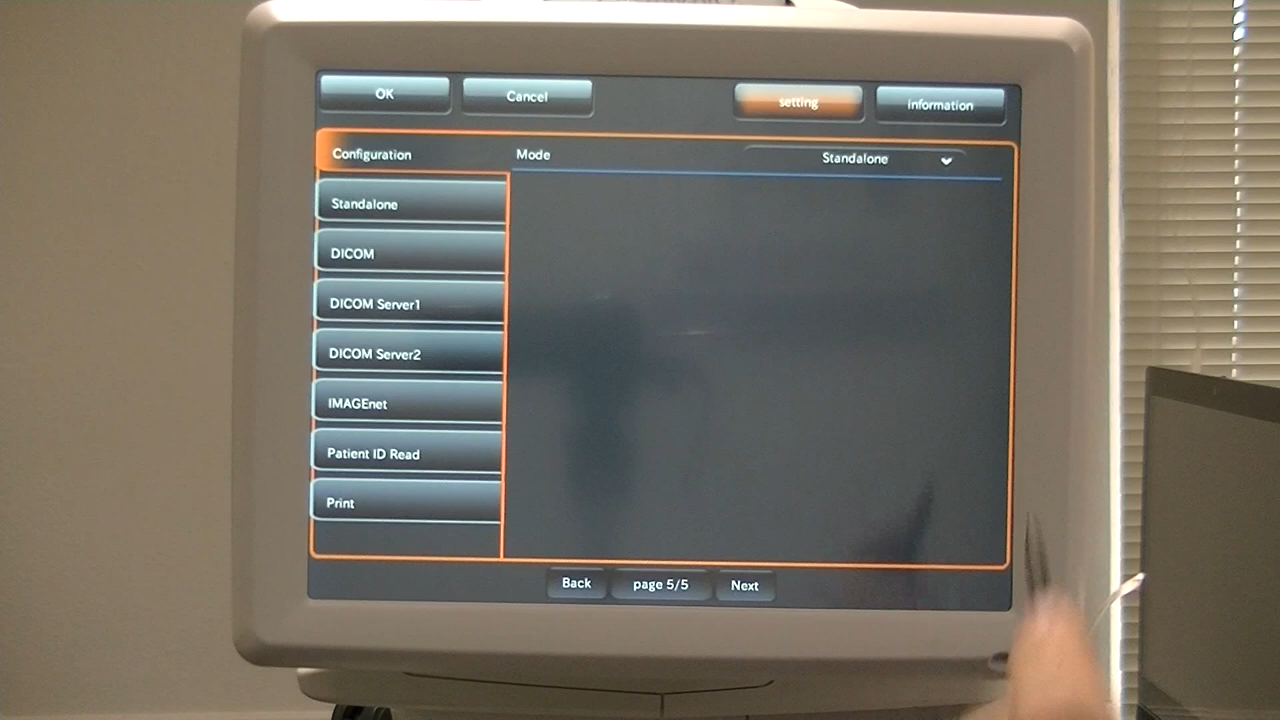 OK
Cancel
setting
information
Configuration
Mode
Standalone
Standalone
DICOM
DICOM Server1
DICOM Server2
IMAGEnet
Patient ID Read
Print
Back
page 5/5
Next